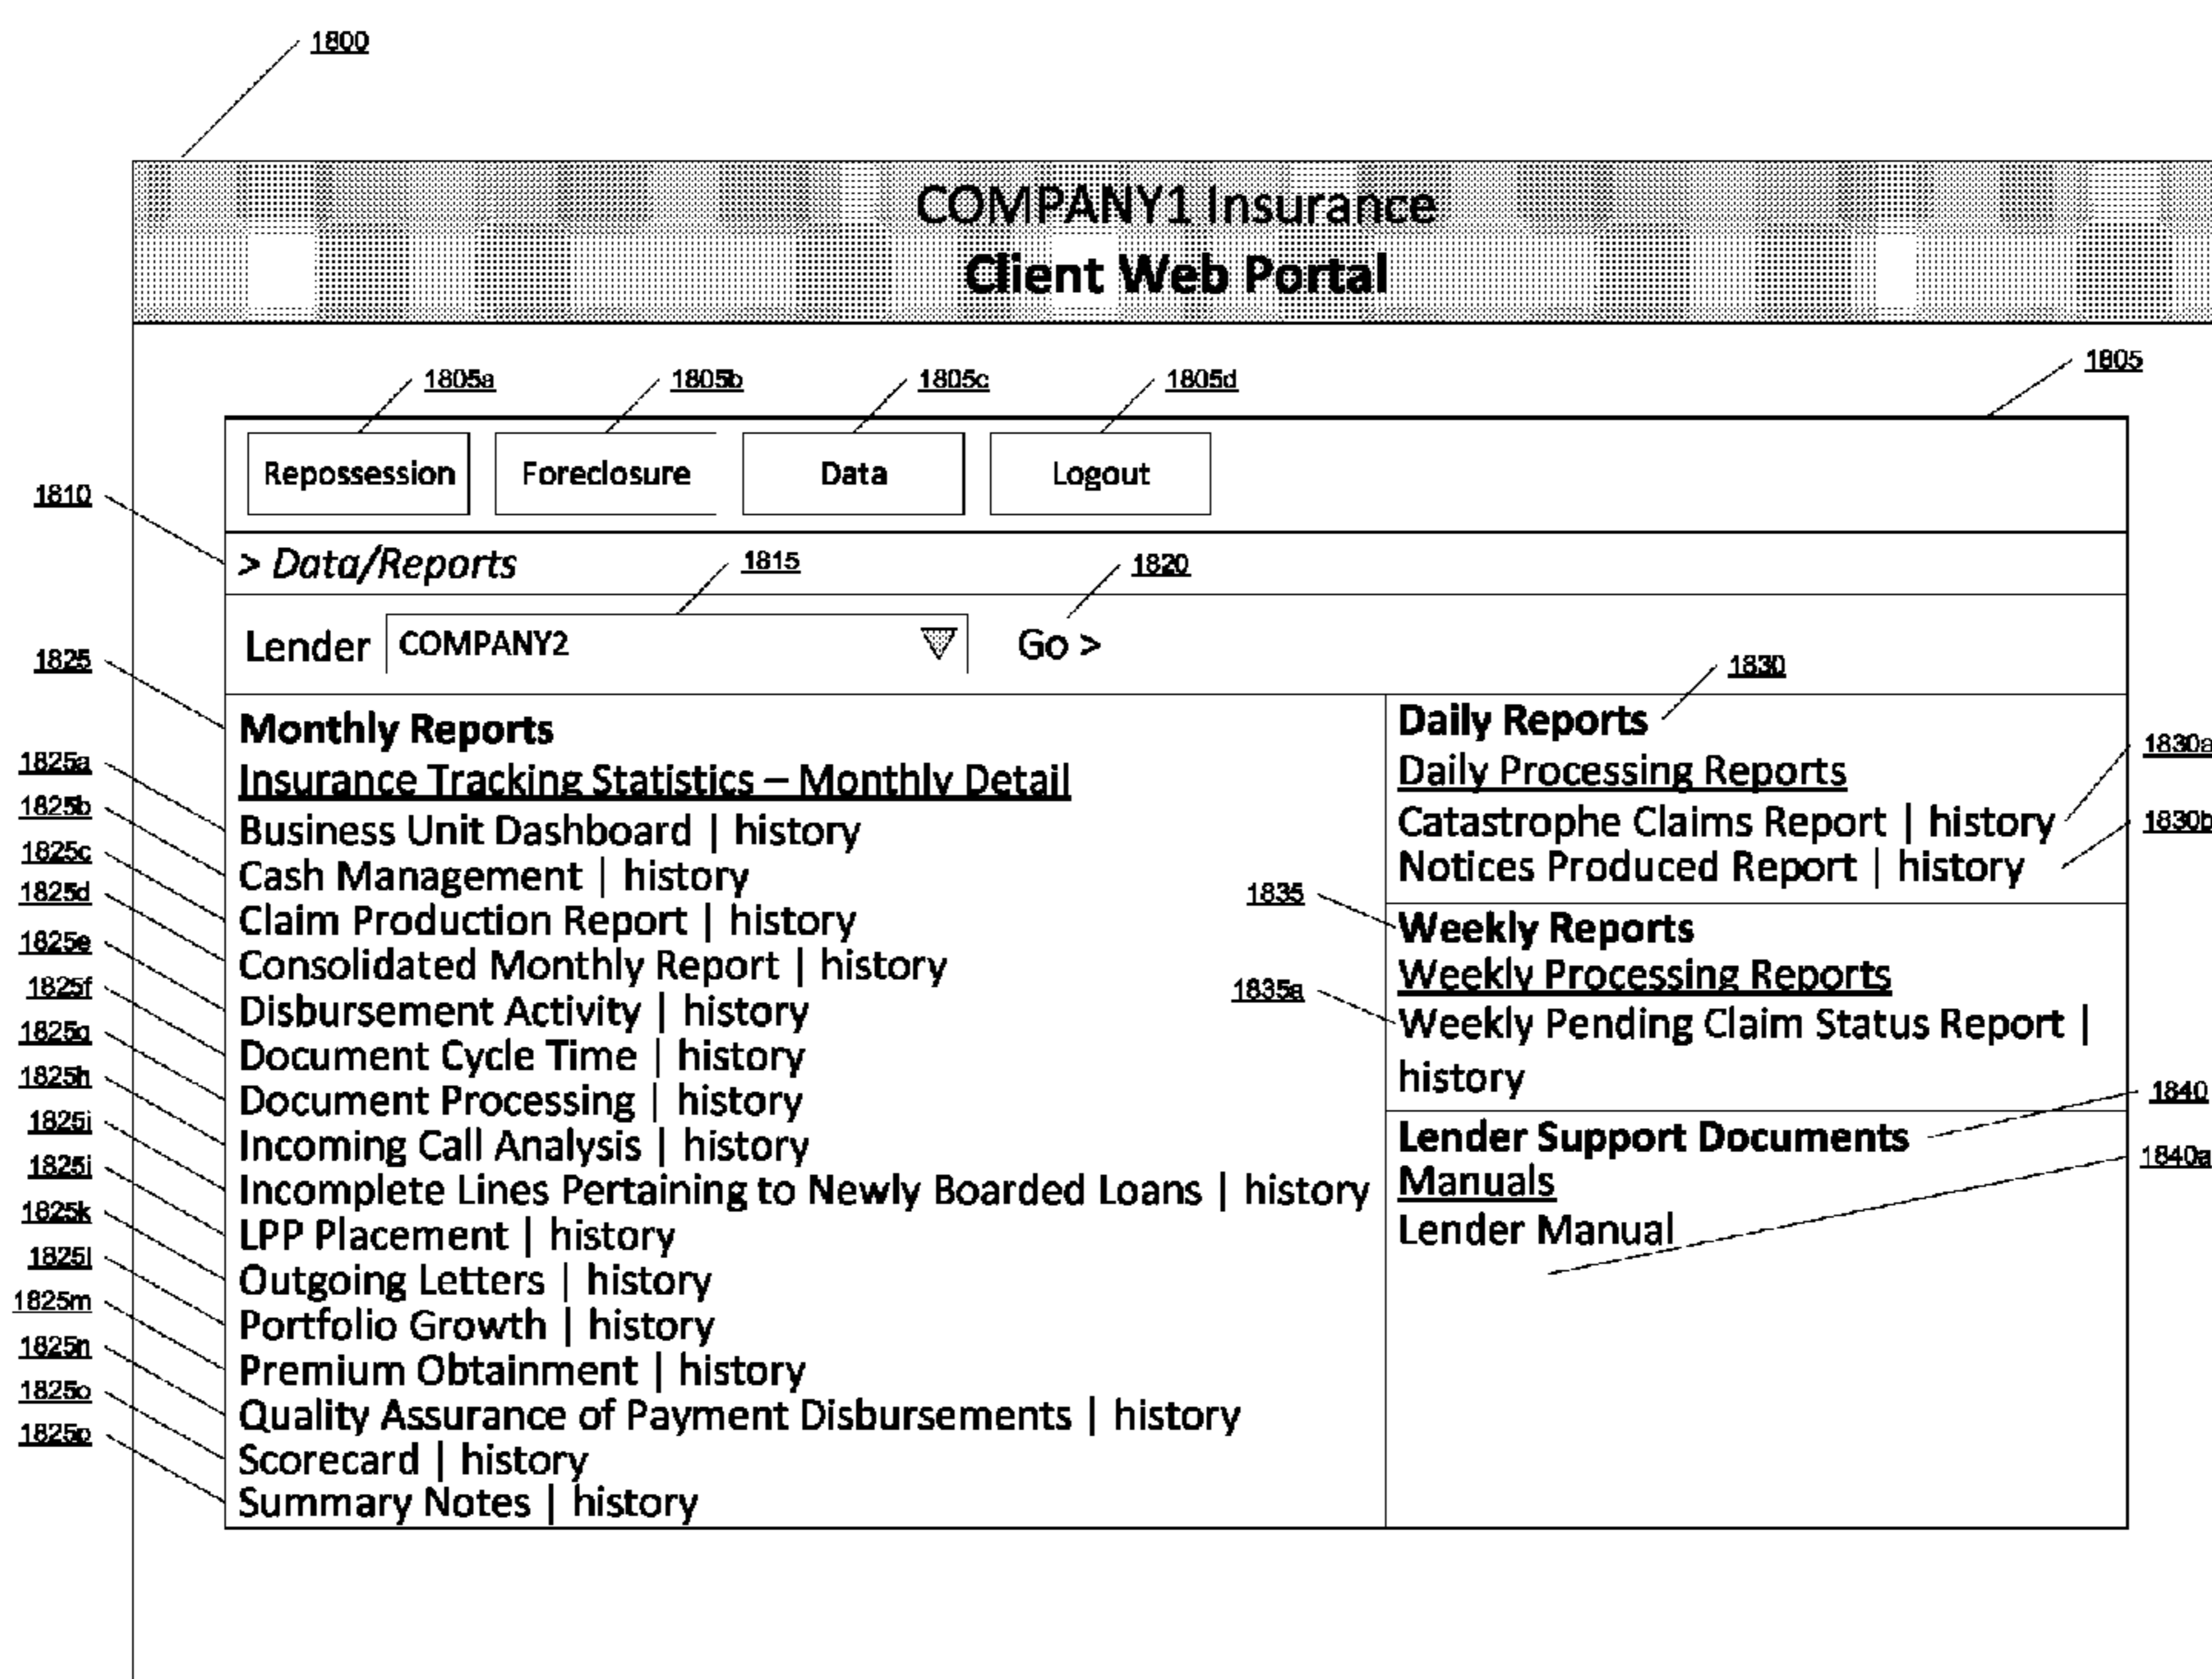 1800
COMPANY1 Insurance
Client Web Portal
1805
1805a 1805b 1805c 1805d
Repossession Foreclosure Data Logout
1810
> Data/Reports
1815
1820
1825
Lender COMPANY2 Go >
Monthly Reports
Insurance Tracking Statistics – Monthly Detail
1825a
Business Unit Dashboard | history
1825b
Cash Management | history
1825c
Claim Production Report | history
1825d
Consolidated Monthly Report | history
1825e
Disbursement Activity | history
1825f
Document Cycle Time | history
1825g
Document Processing | history
1825h
Incoming Call Analysis | history
1825i
Incomplete Lines Pertaining to Newly Boarded Loans | history
1825j
LPP Placement | history
1825k
Outgoing Letters | history
1825l
Portfolio Growth | history
1825m
Premium Obtainment | history
1825n
Quality Assurance of Payment Disbursements | history
1825o
Scorecard | history
1825p
Summary Notes | history
1830
Daily Reports
Daily Processing Reports
1830a
Catastrophe Claims Report | history
1830b
Notices Produced Report | history
1835
Weekly Reports
Weekly Processing Reports
1835a
Weekly Pending Claim Status Report |
history
1840
Lender Support Documents
1840a
Manuals
Lender Manual